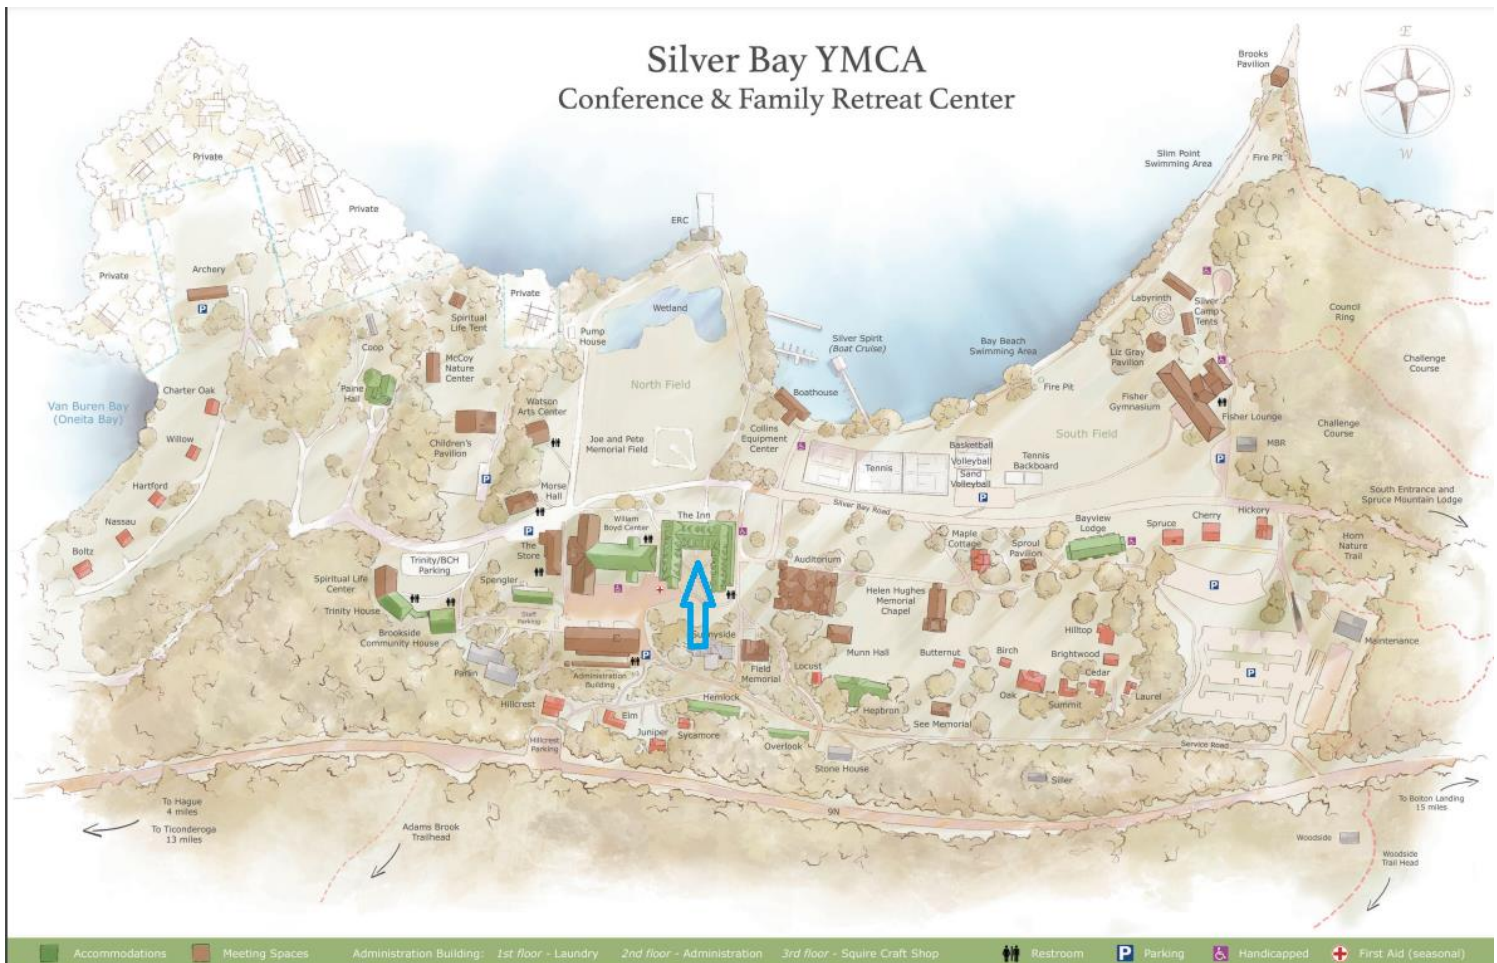 Silver Bay YMCA
Conference & Family Retreat Center
E
N
S
W
Brooks
Pavilion
Slim Point
Swimming Area
Fire Pit
Private
Private
Private
Private
Archery
P
ERC
Wetland
Pump
House
Spiritual
Life Tent
Coop
McCoy
Nature
Center
Paine
Hall
Charter Oak
Van Buren Bay
(Oneita Bay)
Willow
Hartford
Nassau
Boltz
Watson
Arts Center
Children's
Pavilion
P
North Field
Joe and Pete
Memorial Field
Silver Spirit
(Boat Cruise)
Boathouse
Collins
Equipment
Center
Bay Beach
Swimming Area
Fire Pit
Labyrinth
Silver
Camp
Tents
Liz Gray
Pavilion
Fisher
Gymnasium
Fisher Lounge
MBR
P
Council
Ring
Challenge
Course
Challenge
Course
South Field
Basketball
Volleyball
Sand
Volleyball
Tennis
Tennis
Backboard
P
Silver Bay Road
South Entrance and
Spruce Mountain Lodge
Horn
Nature
Trail
Morse
Hall
P
The
Store
William
Boyd Center
The Inn
Trinity/BCH
Parking
Spiritual Life
Center
Trinity House
Brookside
Community House
Spengler
Staff
Parking
Auditorium
Maple
Cottage
Sproul
Pavilion
Bayview
Lodge
Spruce
Cherry
Hickory
P
Helen Hughes
Memorial
Chapel
Maintenance
P
Paflin
Administration
Building
P
Sunnyside
Field
Memorial
Locust
Munn Hall
Hepbron
Butternut
See Memorial
Birch
Oak
Hilltop
Brightwood
Cedar
Summit
Laurel
Hillcrest
Hillcrest
Parking
Elm
Juniper
Sycamore
Hemlock
Overlook
Stone House
Siller
Service Road
9N
To Hague
4 miles
To Ticonderoga
13 miles
Adams Brook
Trailhead
To Bolton Landing
15 miles
Woodside
Woodside
Trail Head
Accommodations
Meeting Spaces
Administration Building: 1st floor - Laundry 2nd floor - Administration 3rd floor - Squire Craft Shop
Restroom
P Parking
Handicapped
First Aid (seasonal)